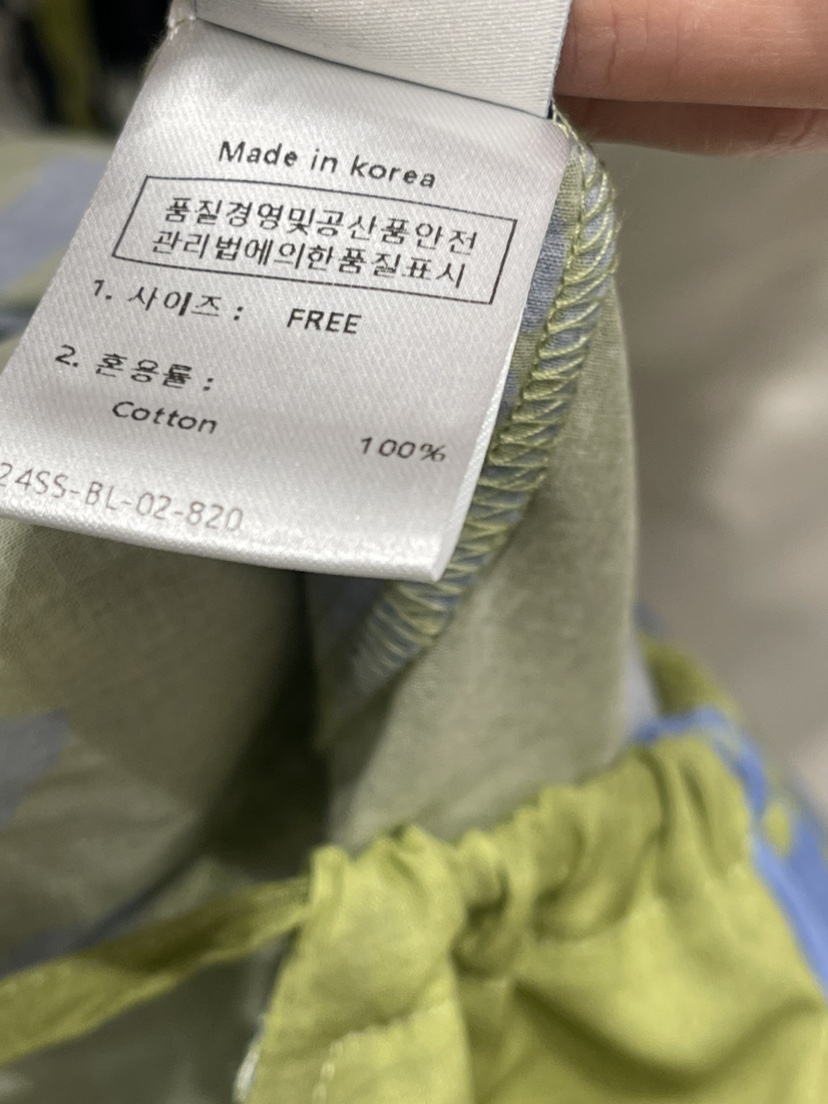 Made in korea
품질경영및공산품안전
관리법에의한품질표시
1. 사이즈 : FREE
2. 혼용률 :
Cotton
100%
24SS-BL-02-820